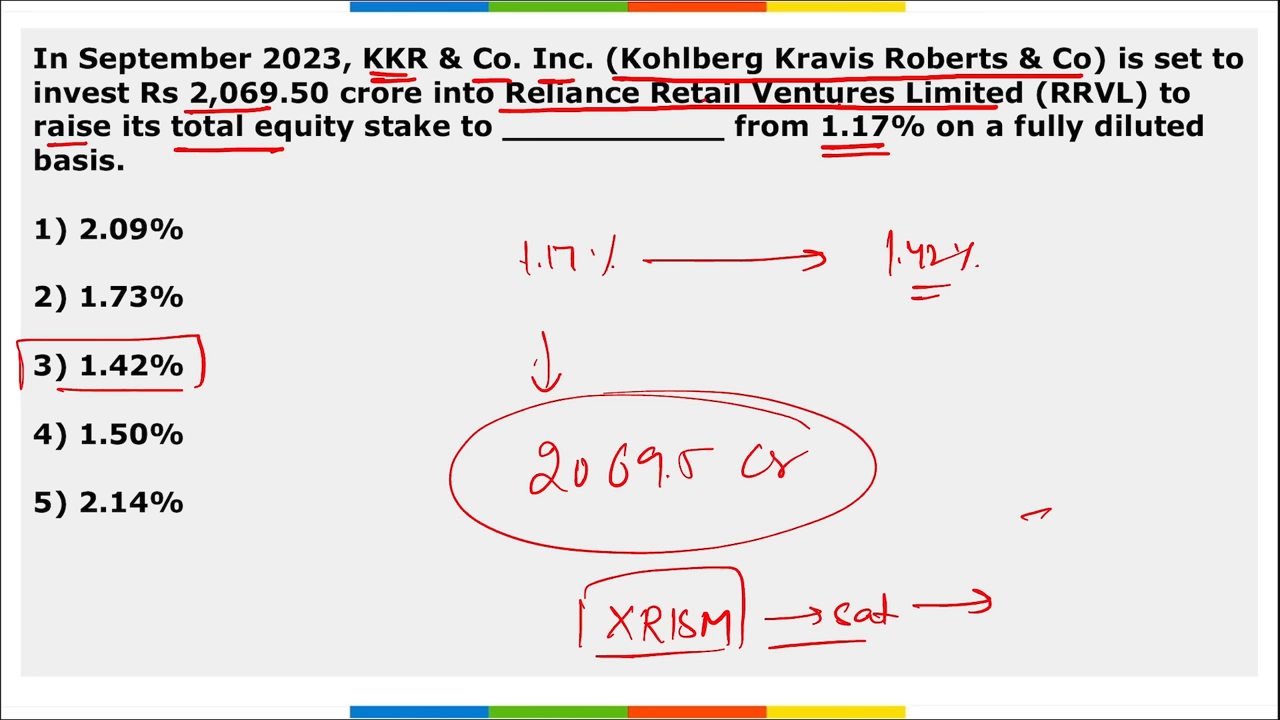 In September 2023, KKR & Co. Inc. (Kohlberg Kravis Roberts & Co) is set to
invest Rs 2,069.50 crore into Reliance Retail Ventures Limited (RRVL) to
raise its total equity stake to ____________ from 1.17% on a fully diluted
basis.
1) 2.09%
2) 1.73%
3) 1.42%
4) 1.50%
5) 2.14%
1.17% → 1.42%
2069.5 Cr
XRISM → sat →